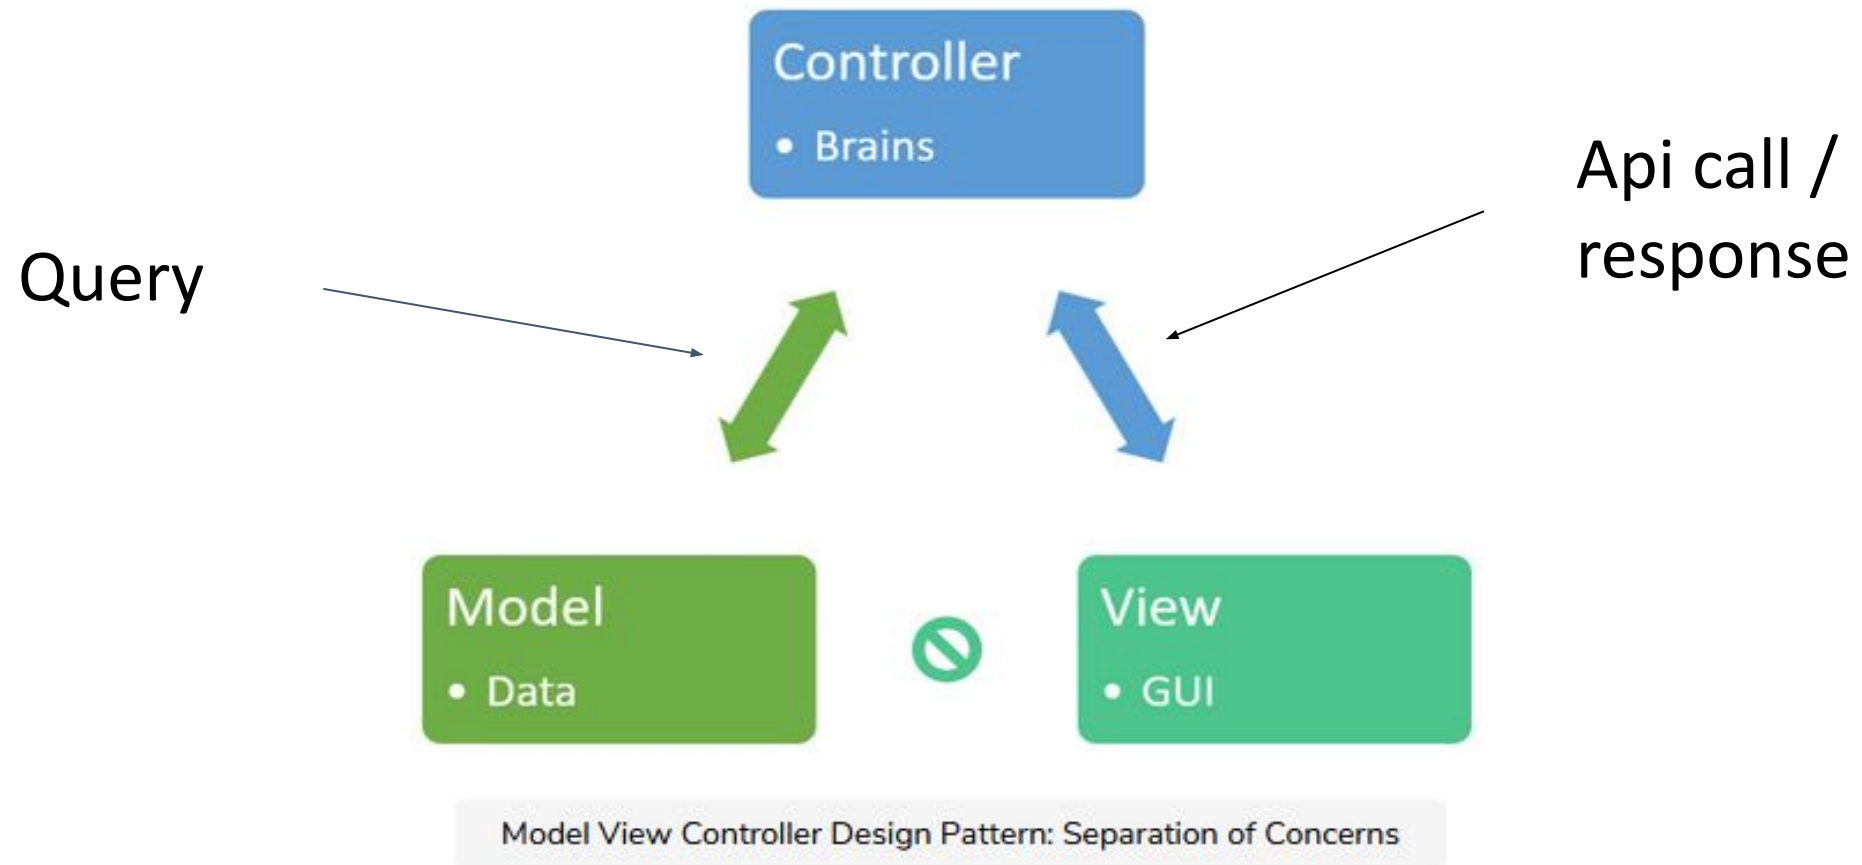 Controller
• Brains
Api call /
response
Query
Model
• Data
View
• GUI
Model View Controller Design Pattern: Separation of Concerns